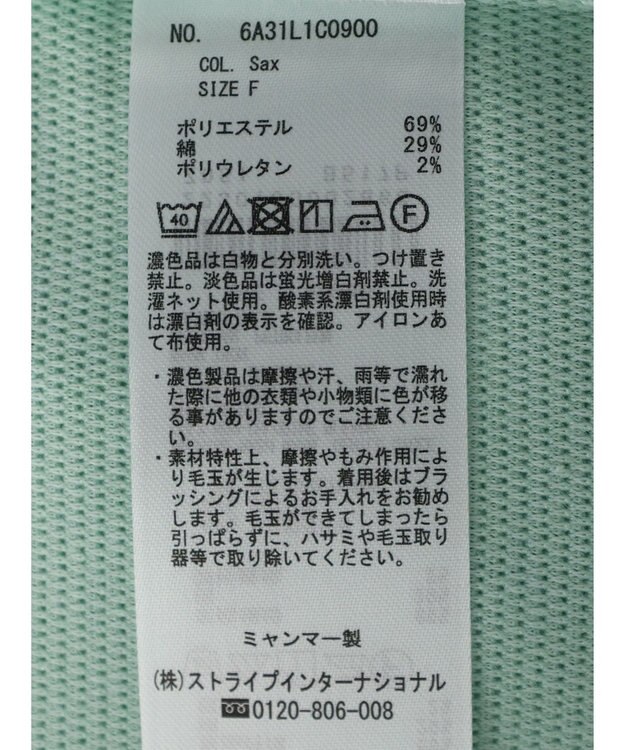 NO. 6A31L1C0900
COL. Sax
SIZE F
ポリエステル 69%
綿 29%
ポリウレタン 2%
40 F
濃色品は白物と分別洗い。つけ置き
禁止。淡色品は蛍光増白剤禁止。洗
濯ネット使用。酸素系漂白剤使用時
は漂白剤の表示を確認。アイロンあ
て布使用。
・濃色製品は摩擦や汗、雨等で濡れ
た際に他の衣類や小物類に色が移
る事がありますのでご注意くださ
い。
・素材特性上、摩擦やもみ作用によ
り毛玉が生じます。着用後はブラ
ッシングによるお手入れをお勧め
します。毛玉ができてしまったら
引っぱらずに、ハサミや毛玉取り
器等で取り除いてください。
ミャンマー製
(株)ストライプインターナショナル
0120-806-008